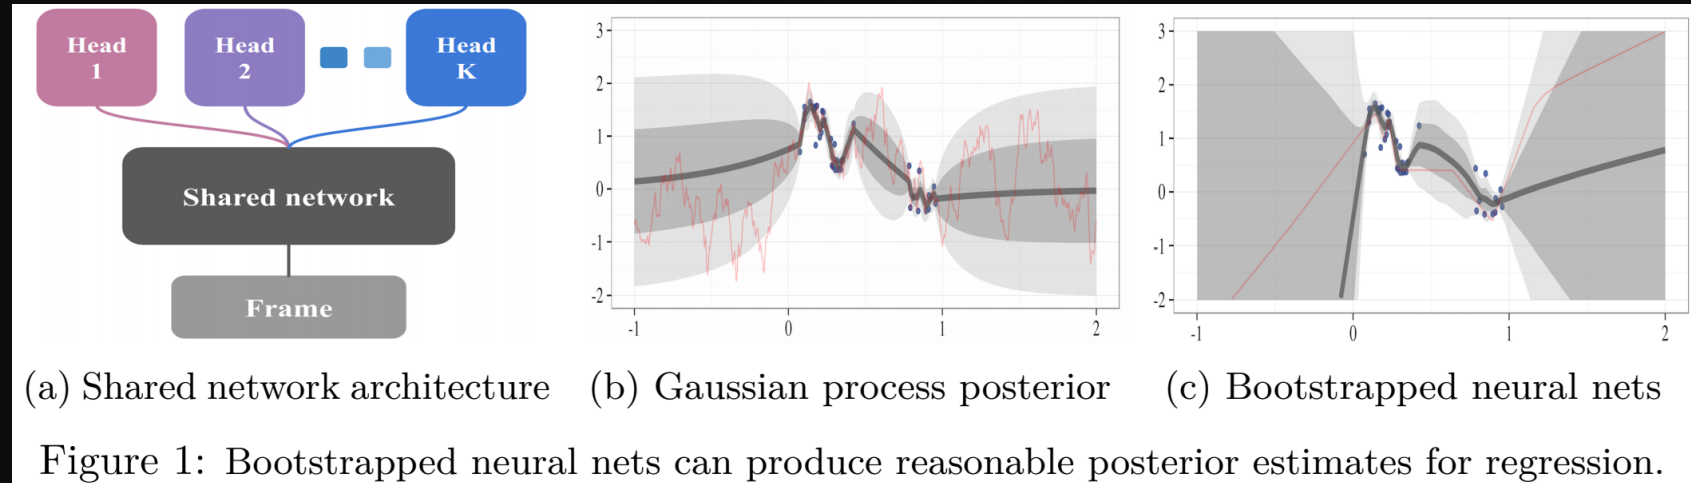 Head
1
Head
2
Head
K
Shared network
Frame
3
2
1
0
-1
-2
-1
0
1
2
3
2
1
0
-1
-2
-1
0
1
2
(a) Shared network architecture
(b) Gaussian process posterior
(c) Bootstrapped neural nets
Figure 1: Bootstrapped neural nets can produce reasonable posterior estimates for regression.